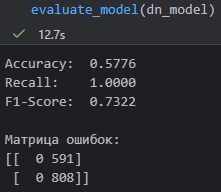 evaluate_model(dn_model)
✓ 12.7s
Accuracy: 0.5776
Recall: 1.0000
F1-Score: 0.7322
Матрица ошибок:
[[ 0 591]
[ 0 808]]